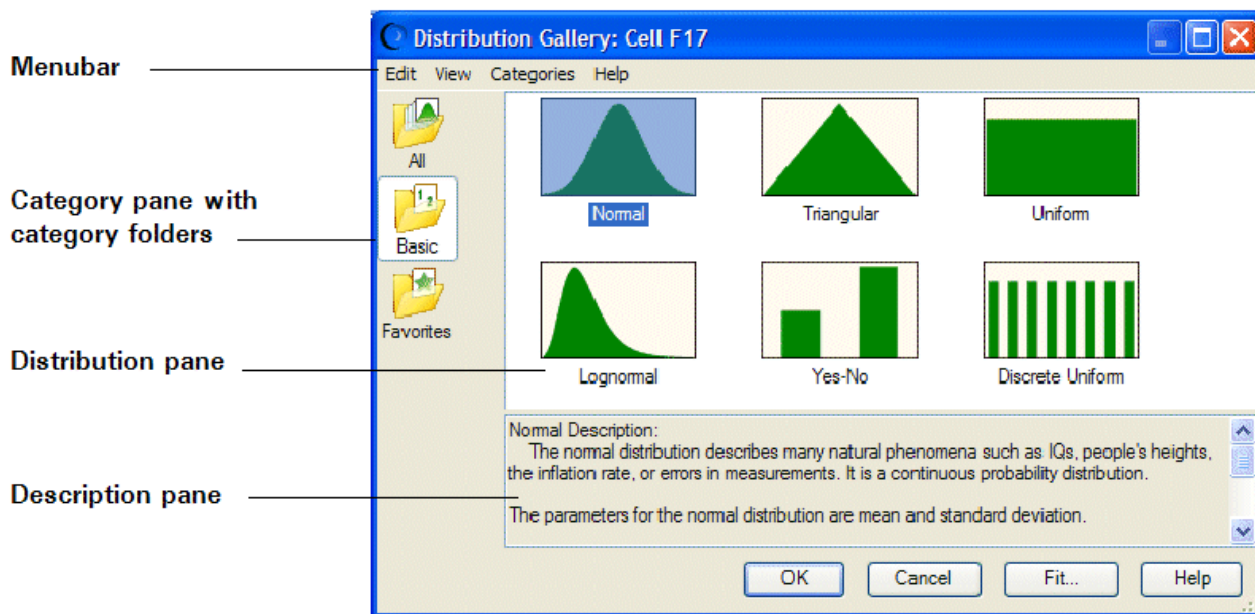 Distribution Gallery: Cell F17
Menubar
Edit View Categories Help
All
Category pane with
category folders
Basic
Favorites
Normal
Triangular
Uniform
Distribution pane
Lognormal
Yes-No
Discrete Uniform
Normal Description:
The normal distribution describes many natural phenomena such as IQs, people's heights,
the inflation rate, or errors in measurements. It is a continuous probability distribution.
Description pane
The parameters for the normal distribution are mean and standard deviation.
OK
Cancel
Fit...
Help